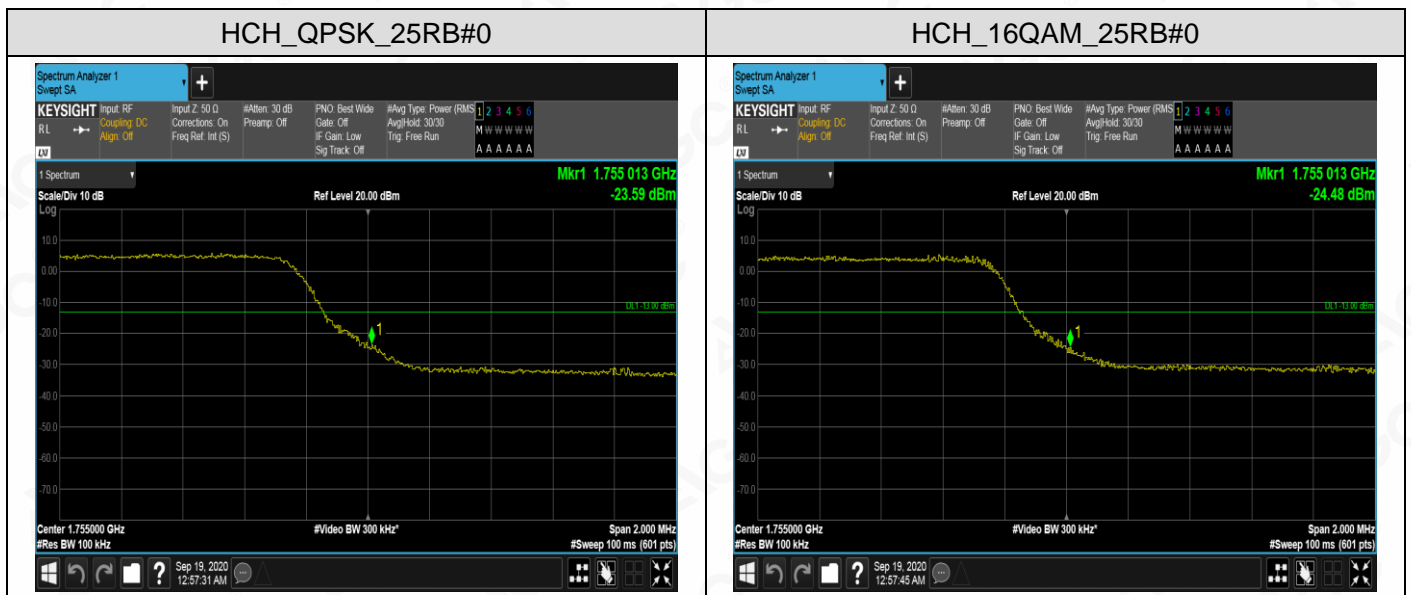 HCH_QPSK_25RB#0
Spectrum Analyzer 1
Swept SA
+
KEYSIGHT
RL
LXI
Input: RF
Coupling: DC
Align: Off
Input Z: 50 Ω
Corrections: On
Freq Ref: Int (S)
#Atten: 30 dB
Preamp: Off
PNO: Best Wide
Gate: Off
IF Gain: Low
Sig Track: Off
#Avg Type: Power (RMS
Avg|Hold: 30/30
Trig: Free Run
1 2 3 4 5 6
M W W W W W
A A A A A A
1 Spectrum
Scale/Div 10 dB
Log
Ref Level 20.00 dBm
Mkr1 1.755 013 GHz
-23.59 dBm
10.0
0.00
-10.0
-20.0
-30.0
-50.0
-60.0
-70.0
DL1 -13.00 dBm
1
Center 1.755000 GHz
#Res BW 100 kHz
#Video BW 300 kHz*
Span 2.000 MHz
#Sweep 100 ms (601 pts)
?
Sep 19, 2020
12:57:31 AM
HCH_16QAM_25RB#0
Spectrum Analyzer 1
Swept SA
+
KEYSIGHT
RL
LXI
Input: RF
Coupling: DC
Align: Off
Input Z: 50 Ω
Corrections: On
Freq Ref: Int (S)
#Atten: 30 dB
Preamp: Off
PNO: Best Wide
Gate: Off
IF Gain: Low
Sig Track: Off
#Avg Type: Power (RMS
Avg|Hold: 30/30
Trig: Free Run
1 2 3 4 5 6
M W W W W W
A A A A A A
1 Spectrum
Scale/Div 10 dB
Log
Ref Level 20.00 dBm
Mkr1 1.755 013 GHz
-24.48 dBm
10.0
0.00
-10.0
-20.0
-30.0
-50.0
-60.0
-70.0
DL1 -13.00 dBm
1
Center 1.755000 GHz
#Res BW 100 kHz
#Video BW 300 kHz*
Span 2.000 MHz
#Sweep 100 ms (601 pts)
?
Sep 19, 2020
12:57:45 AM